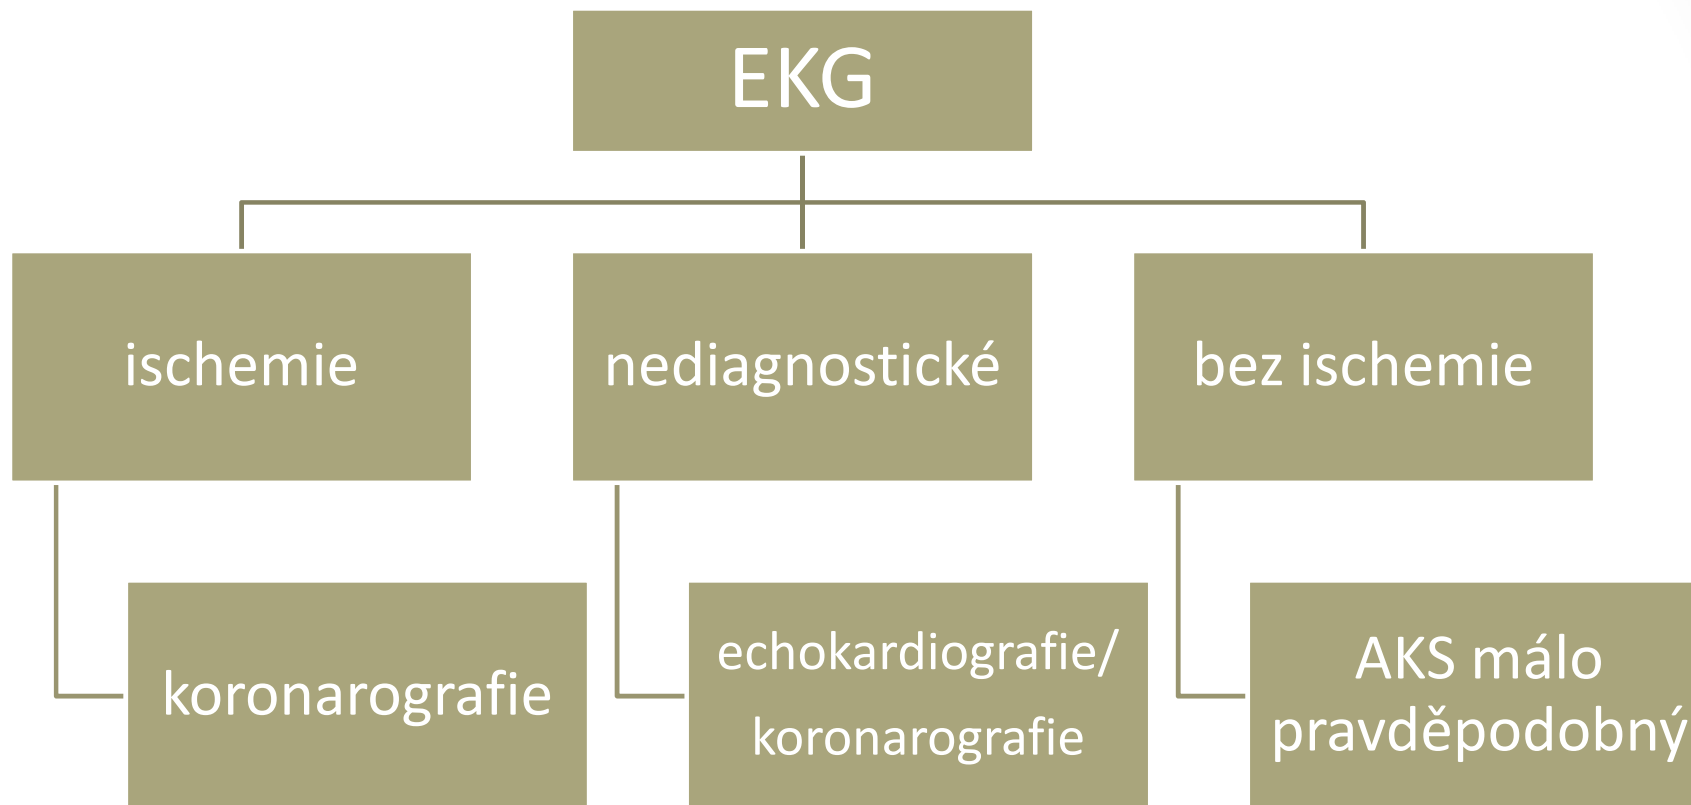 EKG
ischemie
nediagnostické
bez ischemie
koronarografie
echokardiografie/
koronarografie
AKS málo
pravděpodobný